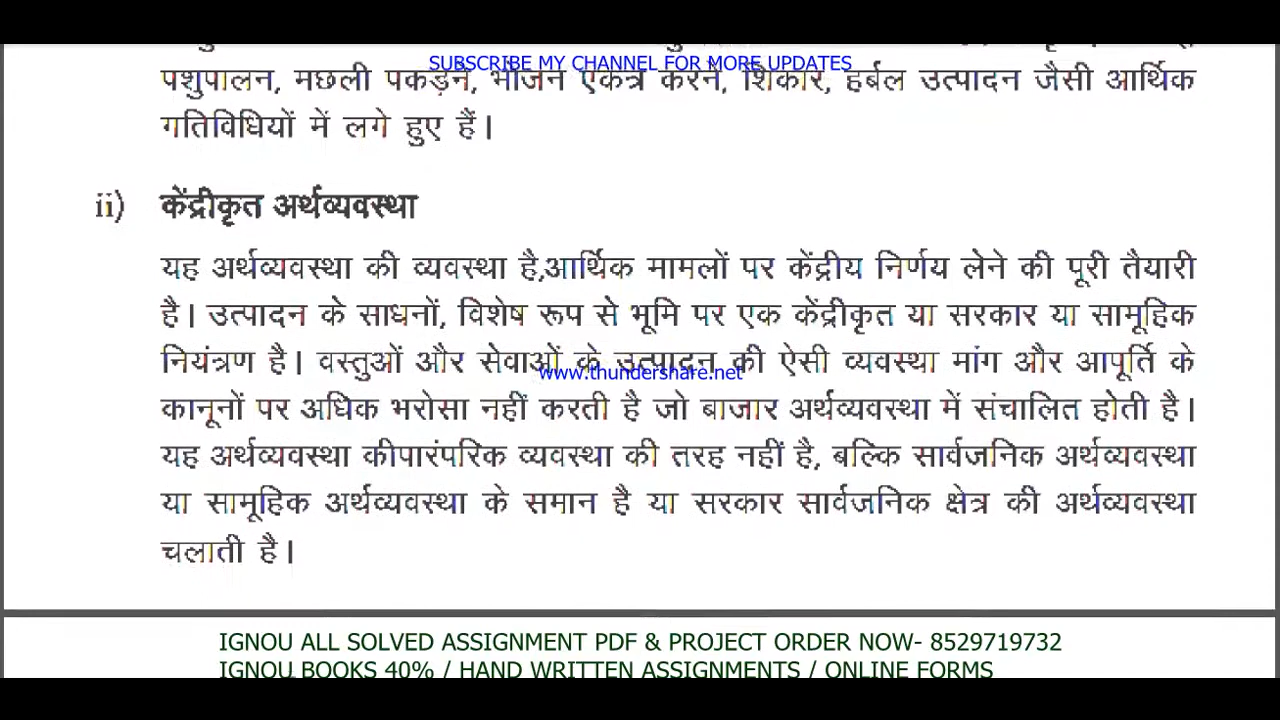 SUBSCRIBE MY CHANNEL FOR MORE UPDATES
पशुपालन, मछली पकड़ने, भोजन एकत्र करने, शिकार, हर्बल उत्पादन जैसी आर्थिक
गतिविधियों में लगे हुए हैं।
ii) केंद्रीकृत अर्थव्यवस्था
यह अर्थव्यवस्था की व्यवस्था है,आर्थिक मामलों पर केंद्रीय निर्णय लेने की पूरी तैयारी
है। उत्पादन के साधनों, विशेष रूप से भूमि पर एक केंद्रीकृत या सरकार या सामूहिक
नियंत्रण है। वस्तुओं और सेवाओं के उत्पादन की ऐसी व्यवस्था मांग और आपूर्ति के
www.thundershare.net
कानूनों पर अधिक भरोसा नहीं करती है जो बाजार अर्थव्यवस्था में संचालित होती है।
यह अर्थव्यवस्था कीपारंपरिक व्यवस्था की तरह नहीं है, बल्कि सार्वजनिक अर्थव्यवस्था
या सामूहिक अर्थव्यवस्था के समान है या सरकार सार्वजनिक क्षेत्र की अर्थव्यवस्था
चलाती है।
IGNOU ALL SOLVED ASSIGNMENT PDF & PROJECT ORDER NOW- 8529719732
IGNOU BOOKS 40% / HAND WRITTEN ASSIGNMENTS / ONLINE FORMS